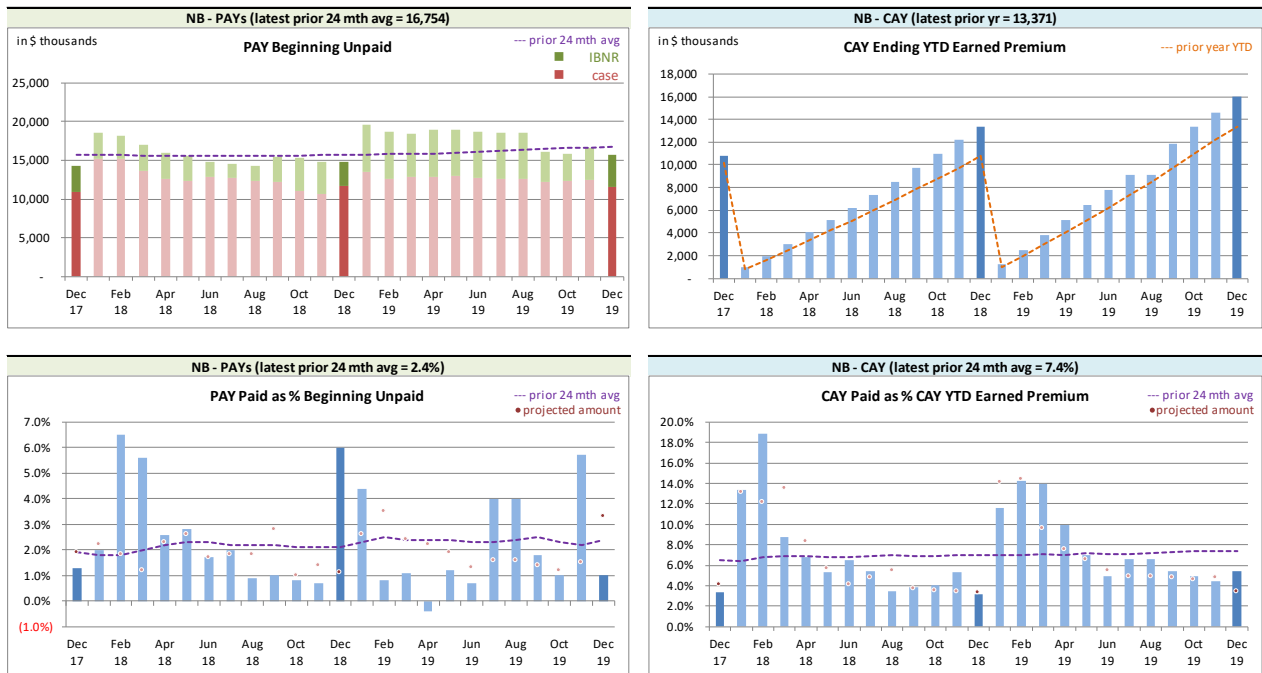 NB - PAYs (latest prior 24 mth avg = 16,754)
in $ thousands
PAY Beginning Unpaid
--- prior 24 mth avg
IBNR
case
25,000
20,000
15,000
10,000
5,000
-
Dec Feb Apr Jun Aug Oct Dec Feb Apr Jun Aug Oct Dec
17 18 18 18 18 18 18 19 19 19 19 19 19
NB - CAY (latest prior yr = 13,371)
in $ thousands
CAY Ending YTD Earned Premium
--- prior year YTD
18,000
16,000
14,000
12,000
10,000
8,000
6,000
4,000
2,000
-
Dec Feb Apr Jun Aug Oct Dec Feb Apr Jun Aug Oct Dec
17 18 18 18 18 18 18 19 19 19 19 19 19
NB - PAYs (latest prior 24 mth avg = 2.4%)
PAY Paid as % Beginning Unpaid
--- prior 24 mth avg
projected amount
7.0%
6.0%
5.0%
4.0%
3.0%
2.0%
1.0%
0.0%
(1.0%)
Dec Feb Apr Jun Aug Oct Dec Feb Apr Jun Aug Oct Dec
17 18 18 18 18 18 18 19 19 19 19 19 19
NB - CAY (latest prior 24 mth avg = 7.4%)
CAY Paid as % CAY YTD Earned Premium
--- prior 24 mth avg
projected amount
20.0%
18.0%
16.0%
14.0%
12.0%
10.0%
8.0%
6.0%
4.0%
2.0%
0.0%
Dec Feb Apr Jun Aug Oct Dec Feb Apr Jun Aug Oct Dec
17 18 18 18 18 18 18 19 19 19 19 19 19